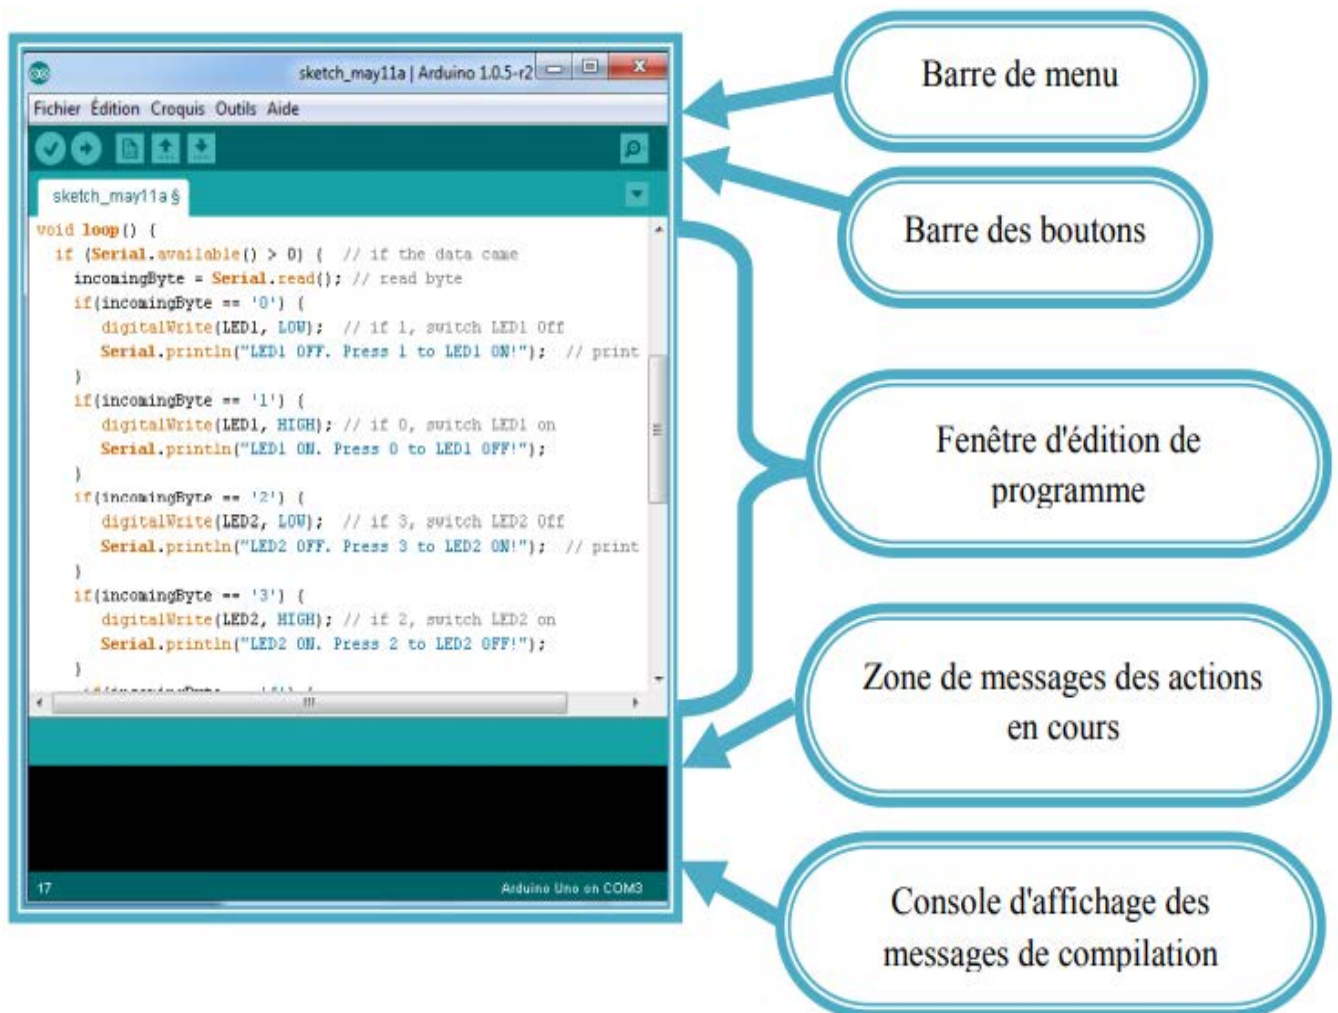 sketch_may11a | Arduino 1.0.5-r2
Fichier Édition Croquis Outils Aide
sketch_may11a §
void loop() {
if (Serial.available() > 0) { // if the data came
incomingByte = Serial.read(); // read byte
if(incomingByte == '0') {
digitalWrite(LED1, LOW); // if 1, switch LED1 Off
Serial.println("LED1 OFF. Press 1 to LED1 ON!"); // print
}
if(incomingByte == '1') {
digitalWrite(LED1, HIGH); // if 0, switch LED1 on
Serial.println("LED1 ON. Press 0 to LED1 OFF!");
}
if(incomingByte == '2') {
digitalWrite(LED2, LOW); // if 3, switch LED2 Off
Serial.println("LED2 OFF. Press 3 to LED2 ON!"); // print
}
if(incomingByte == '3') {
digitalWrite(LED2, HIGH); // if 2, switch LED2 on
Serial.println("LED2 ON. Press 2 to LED2 OFF!");
}
17
Arduino Uno on COM3
Barre de menu
Barre des boutons
Fenêtre d'édition de
programme
Zone de messages des actions
en cours
Console d'affichage des
messages de compilation